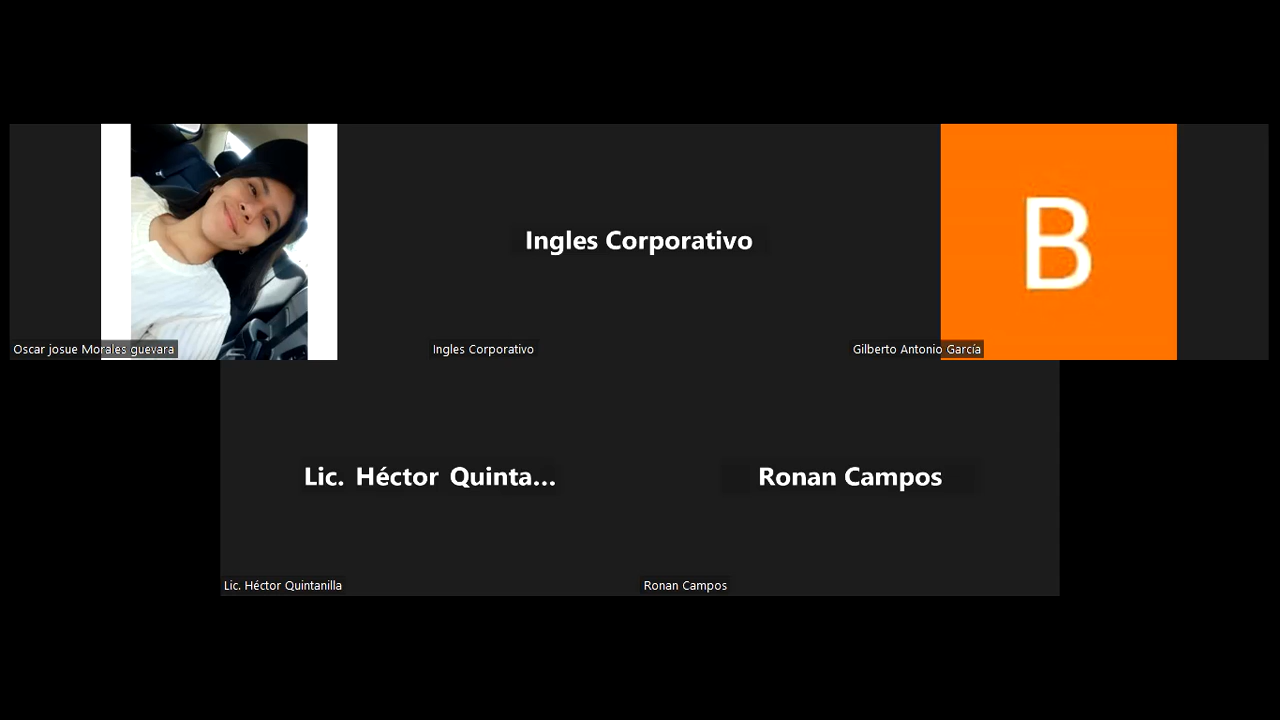 Oscar josue Morales guevara
Ingles Corporativo
Ingles Corporativo
B
Gilberto Antonio García
Lic. Héctor Quinta...
Lic. Héctor Quintanilla
Ronan Campos
Ronan Campos